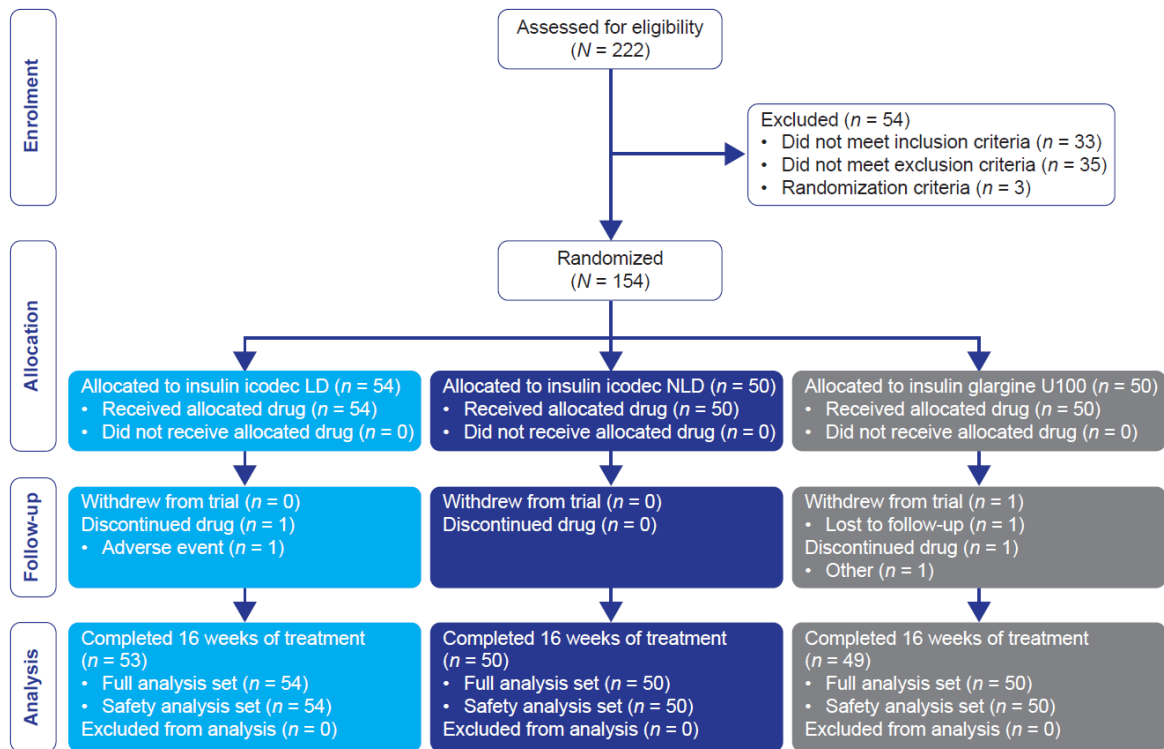 Enrolment
Assessed for eligibility
(N = 222)
Excluded (n = 54)
• Did not meet inclusion criteria (n = 33)
• Did not meet exclusion criteria (n = 35)
• Randomization criteria (n = 3)
Allocation
Randomized
(N = 154)
Allocated to insulin icodec LD (n = 54)
• Received allocated drug (n = 54)
• Did not receive allocated drug (n = 0)
Allocated to insulin icodec NLD (n = 50)
• Received allocated drug (n = 50)
• Did not receive allocated drug (n = 0)
Allocated to insulin glargine U100 (n = 50)
• Received allocated drug (n = 50)
• Did not receive allocated drug (n = 0)
Follow-up
Withdrew from trial (n = 0)
Discontinued drug (n = 1)
• Adverse event (n = 1)
Withdrew from trial (n = 0)
Discontinued drug (n = 0)
Withdrew from trial (n = 1)
• Lost to follow-up (n = 1)
Discontinued drug (n = 1)
• Other (n = 1)
Analysis
Completed 16 weeks of treatment
(n = 53)
• Full analysis set (n = 54)
• Safety analysis set (n = 54)
Excluded from analysis (n = 0)
Completed 16 weeks of treatment
(n = 50)
• Full analysis set (n = 50)
• Safety analysis set (n = 50)
Excluded from analysis (n = 0)
Completed 16 weeks of treatment
(n = 49)
• Full analysis set (n = 50)
• Safety analysis set (n = 50)
Excluded from analysis (n = 0)